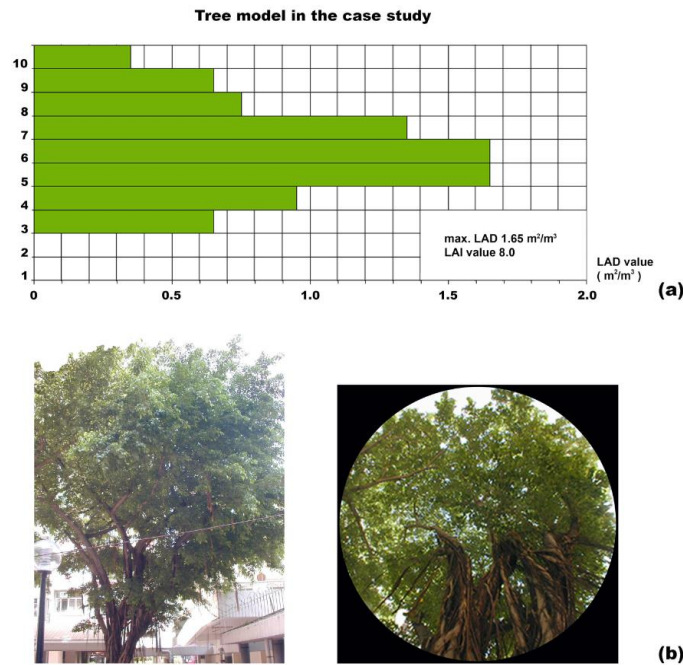 Tree model in the case study
10
9
8
7
6
5
4
3
2
1
max. LAD 1.65 m²/m³
LAI value 8.0
LAD value
( m²/m³ )
0 0.5 1.0 1.5 2.0
(a)
(b)